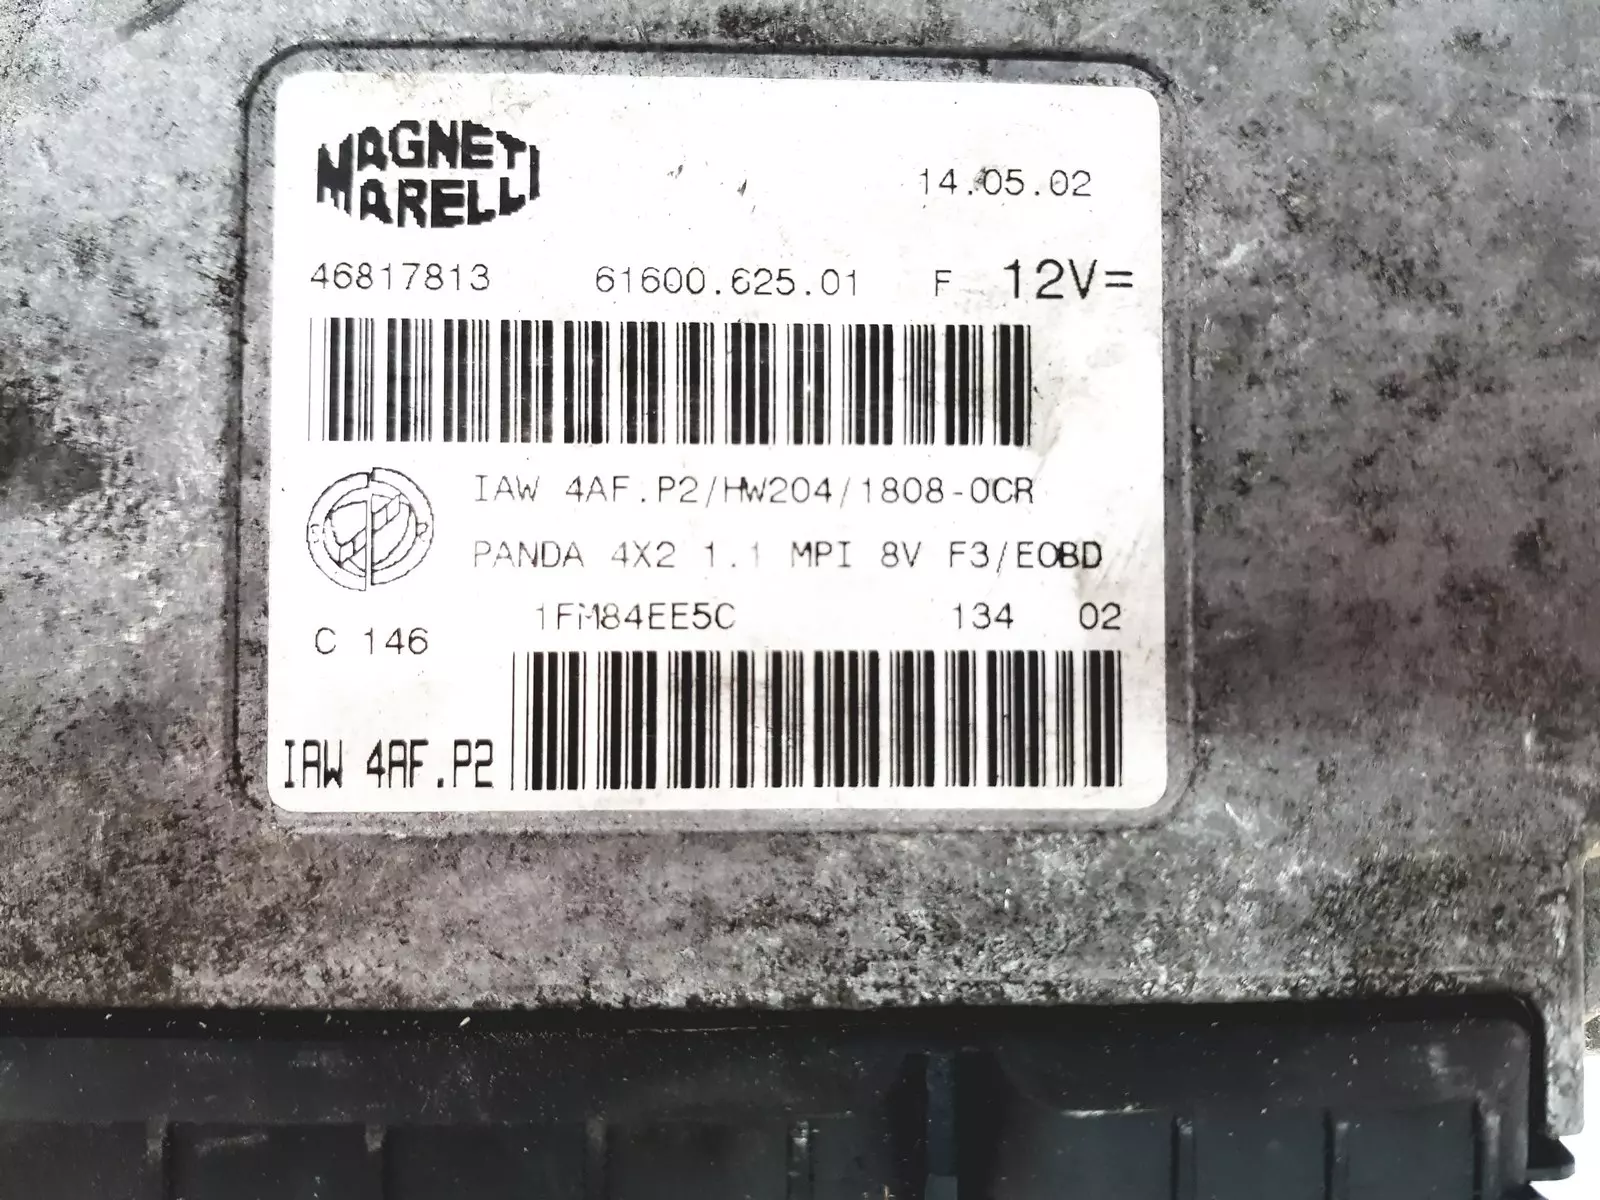 MAGNETI
MARELLI
14.05.02
46817813 61600.625.01 F 12V=
IAW 4AF.P2/HW204/1808-0CR
PANDA 4X2 1.1 MPI 8V F3/EOBD
1FM84EE5C 134 02
C 146
IAW 4AF.P2